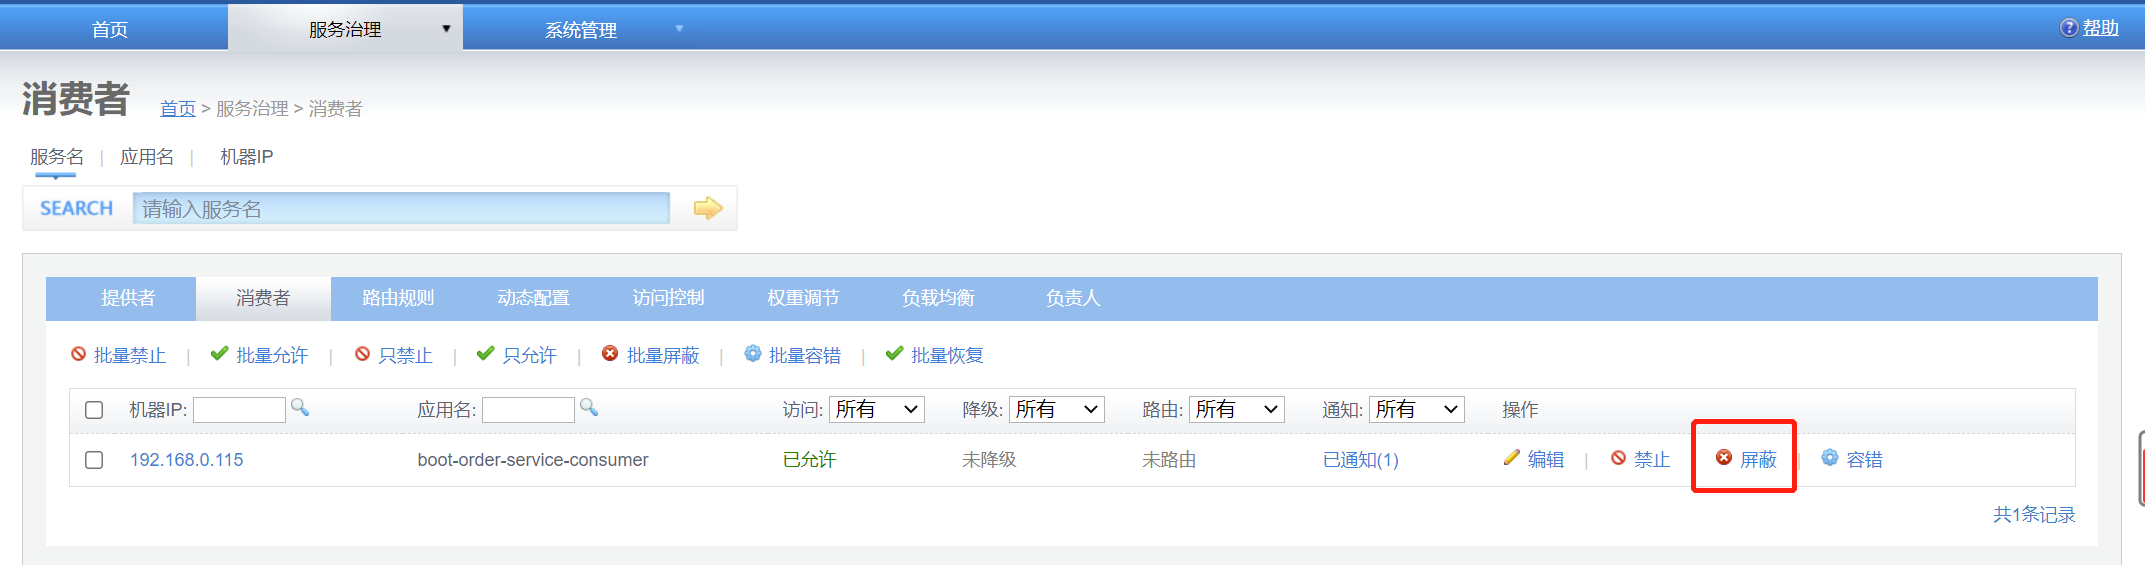 首页 服务治理 系统管理 帮助
消费者 首页 > 服务治理 > 消费者
服务名 | 应用名 | 机器IP
SEARCH 请输入服务名
提供者 消费者 路由规则 动态配置 访问控制 权重调节 负载均衡 负责人
批量禁止 | 批量允许 | 只禁止 | 只允许 | 批量屏蔽 | 批量容错 | 批量恢复
机器IP: 应用名: 访问: 所有 降级: 所有 路由: 所有 通知: 所有 操作
192.168.0.115 boot-order-service-consumer 已允许 未降级 未路由 已通知(1) 编辑 | 禁止 屏蔽 | 容错
共1条记录